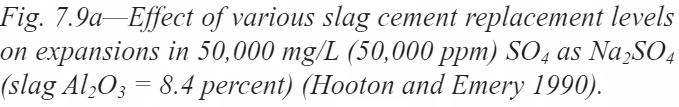 Fig. 7.9a—Effect of various slag cement replacement levels
on expansions in 50,000 mg/L (50,000 ppm) SO₄ as Na₂SO₄
(slag Al₂O₃ = 8.4 percent) (Hooton and Emery 1990).